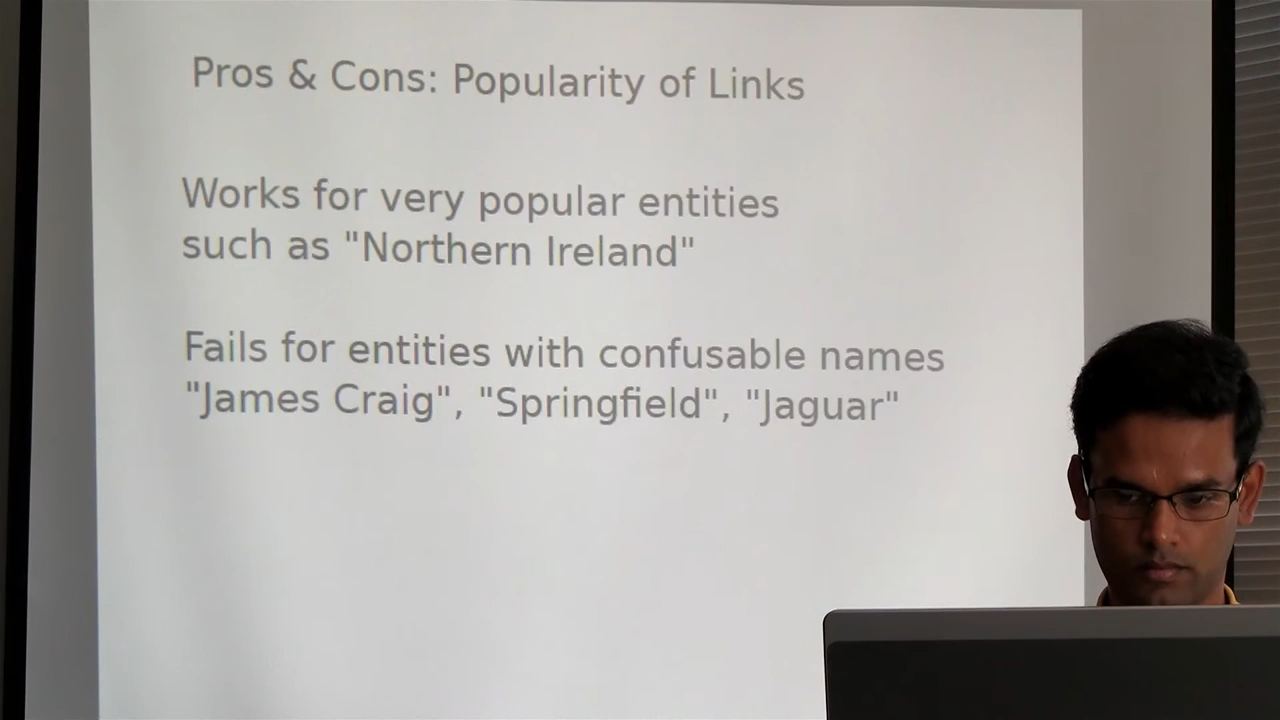 Pros & Cons: Popularity of Links
Works for very popular entities
such as "Northern Ireland"
Fails for entities with confusable names
"James Craig", "Springfield", "Jaguar"